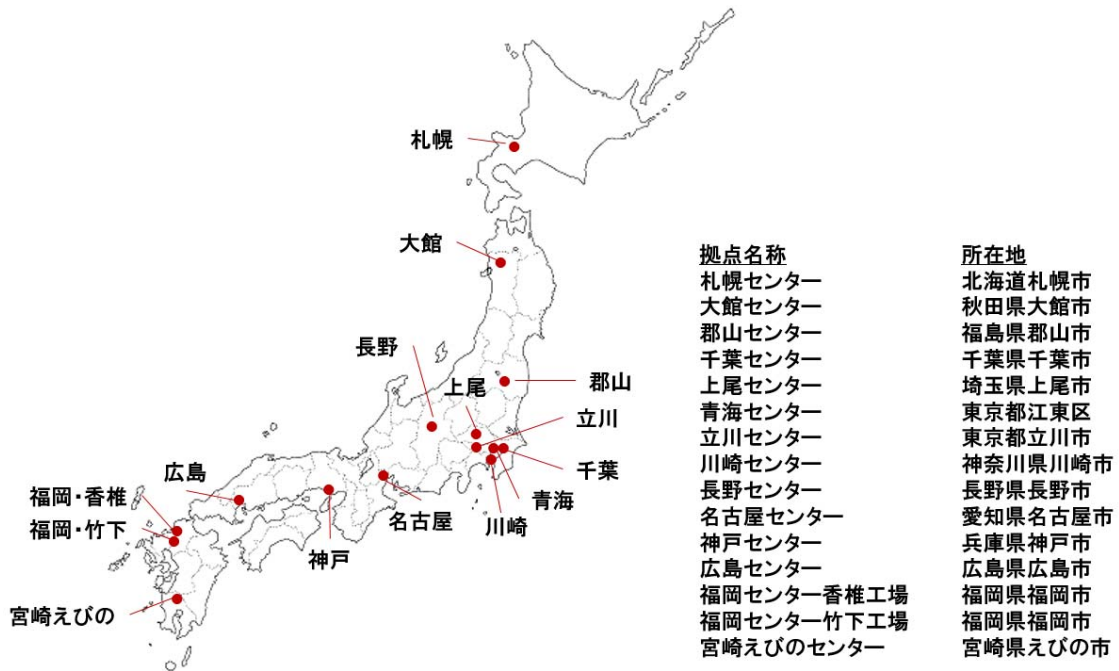 札幌
大館
長野
上尾
郡山
立川
千葉
広島
青海
福岡・香椎
名古屋
川崎
福岡・竹下
神戸
宮崎えびの
拠点名称 所在地
札幌センター 北海道札幌市
大館センター 秋田県大館市
郡山センター 福島県郡山市
千葉センター 千葉県千葉市
上尾センター 埼玉県上尾市
青海センター 東京都江東区
立川センター 東京都立川市
川崎センター 神奈川県川崎市
長野センター 長野県長野市
名古屋センター 愛知県名古屋市
神戸センター 兵庫県神戸市
広島センター 広島県広島市
福岡センター香椎工場 福岡県福岡市
福岡センター竹下工場 福岡県福岡市
宮崎えびのセンター 宮崎県えびの市